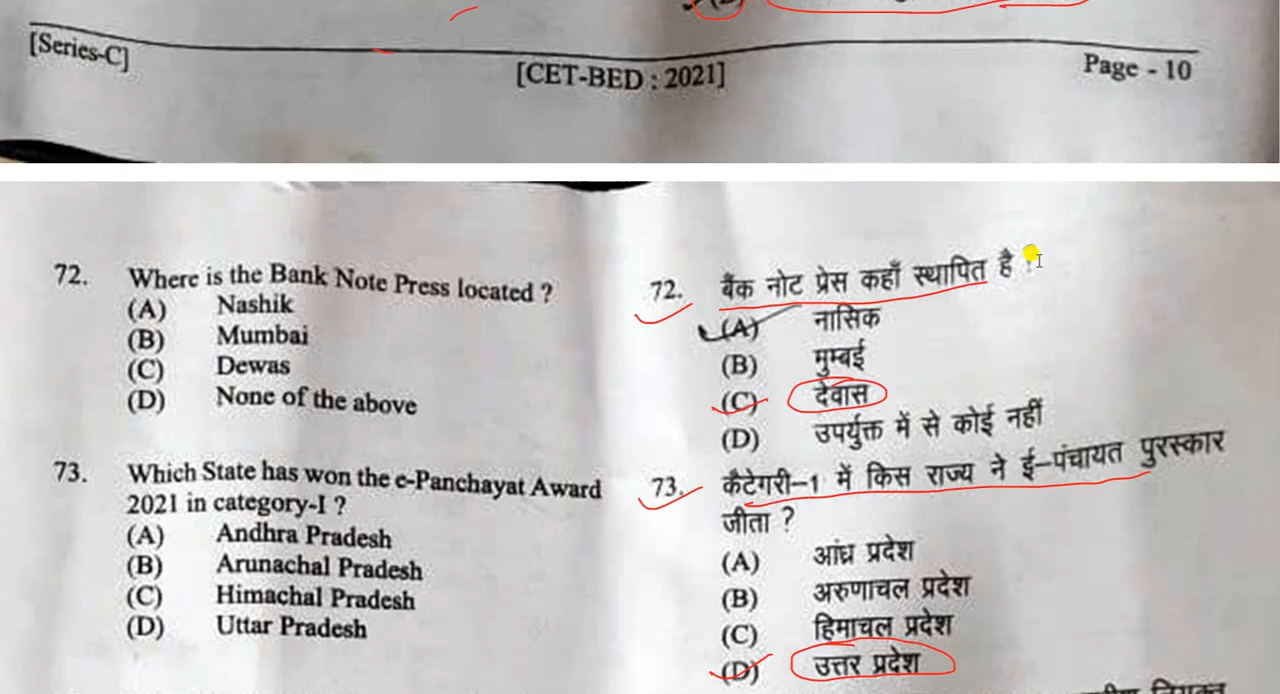 [Series-C]
[CET-BED : 2021]
Page - 10
72. Where is the Bank Note Press located ?
(A) Nashik
(B) Mumbai
(C) Dewas
(D) None of the above
73. Which State has won the e-Panchayat Award
2021 in category-I ?
(A) Andhra Pradesh
(B) Arunachal Pradesh
(C) Himachal Pradesh
(D) Uttar Pradesh
72. बैंक नोट प्रेस कहाँ स्थापित है ?
(A) नासिक
(B) मुम्बई
(C) देवास
(D) उपर्युक्त में से कोई नहीं
73. कैटेगरी-1 में किस राज्य ने ई-पंचायत पुरस्कार
जीता ?
(A) आंध्र प्रदेश
(B) अरुणाचल प्रदेश
(C) हिमाचल प्रदेश
(D) उत्तर प्रदेश